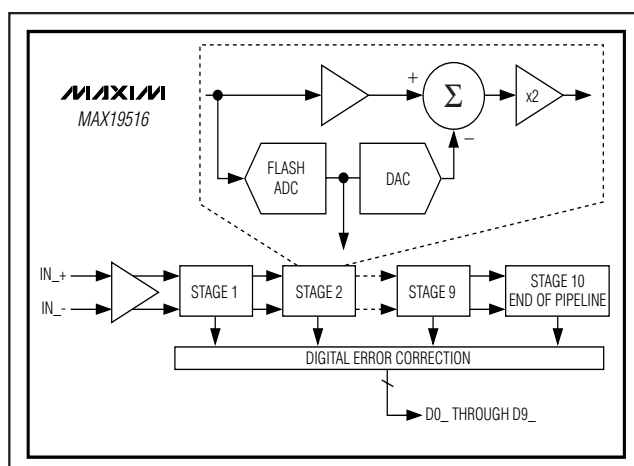 MAXIM
MAX19516
+
Σ
x2
−
FLASH
ADC
DAC
IN_+
IN_-
STAGE 1
STAGE 2
STAGE 9
STAGE 10
END OF PIPELINE
DIGITAL ERROR CORRECTION
D0_ THROUGH D9_